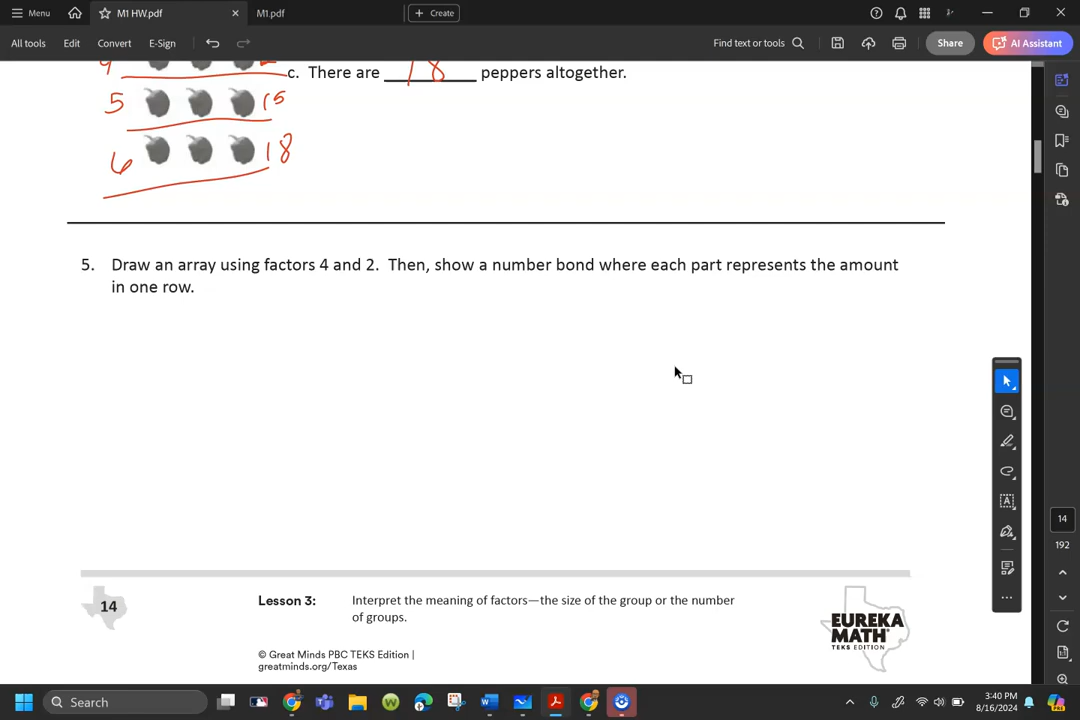 Menu
M1 HW.pdf
M1.pdf
Create
All tools
Edit
Convert
E-Sign
Find text or tools
Share
AI Assistant
c. There are 18 peppers altogether.
5 15
6 18
5. Draw an array using factors 4 and 2. Then, show a number bond where each part represents the amount
in one row.
14
192
14
Lesson 3: Interpret the meaning of factors—the size of the group or the number
of groups.
© Great Minds PBC TEKS Edition |
greatminds.org/Texas
EUREKA
MATH®
TEKS EDITION
Search
3:40 PM
8/16/2024